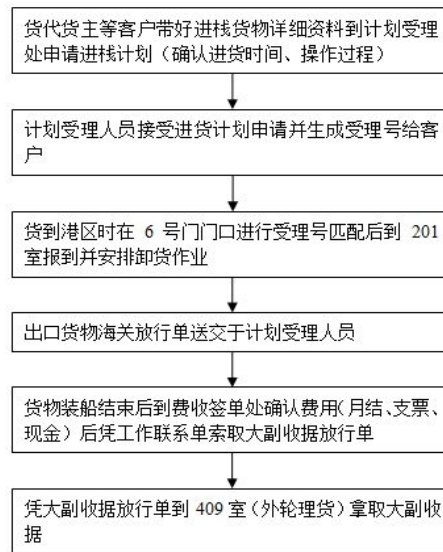 货代货主等客户带好进栈货物详细资料到计划受理
处申请进栈计划（确认进货时间、操作过程）
计划受理人员接受进货计划申请并生成受理号给客
户
货到港区时在 6 号门门口进行受理号匹配后到 201
室报到并安排卸货作业
出口货物海关放行单送交于计划受理人员
货物装船结束后到费收签单处确认费用（月结、支票、
现金）后凭工作联系单索取大副收据放行单
凭大副收据放行单到 409 室（外轮理货）拿取大副收
据